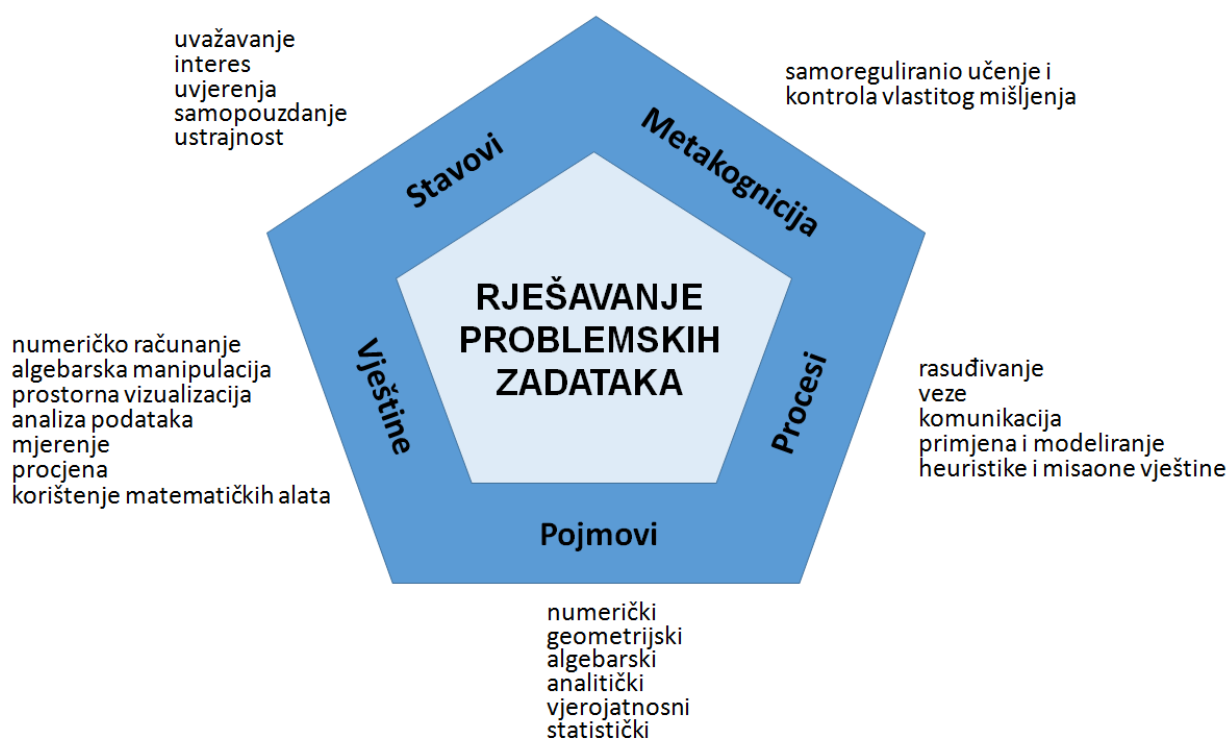 uvažavanje
interes
uvjerenja
samopouzdanje
ustrajnost
samoreguliranio učenje i
kontrola vlastitog mišljenja
Stavovi
Metakognicija
RJEŠAVANJE
PROBLEMSKIH
ZADATAKA
Vještine
Procesi
Pojmovi
numeričko računanje
algebarska manipulacija
prostorna vizualizacija
analiza podataka
mjerenje
procjena
korištenje matematičkih alata
rasuđivanje
veze
komunikacija
primjena i modeliranje
heuristike i misaone vještine
numerički
geometrijski
algebarski
analitički
vjerojatnosni
statistički